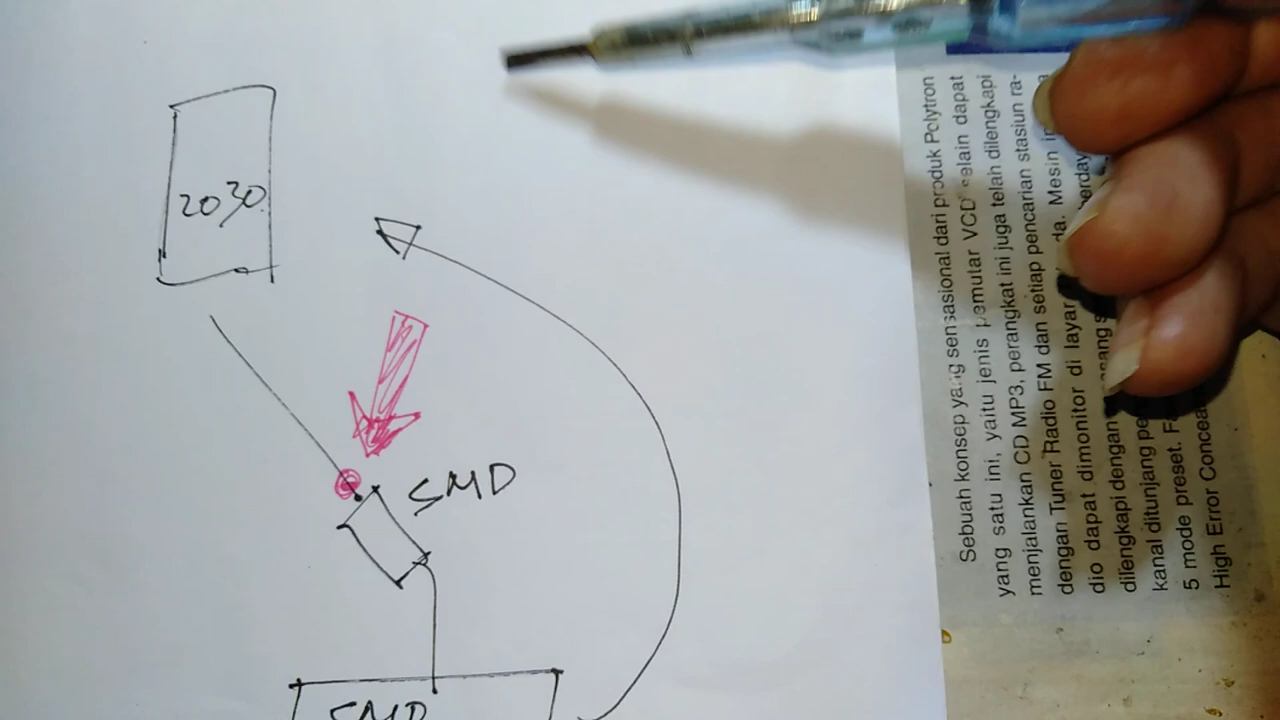 2030
SMD
SMD
Sebuah konsep yang sensasional dari produk Polytron
yang satu ini, yaitu jenis pemutar VCD selain dapat
menjalankan CD MP3, perangkat ini juga telah dilengkapi
dengan Tuner Radio FM dan setiap pencarian stasiun ra-
dio dapat dimonitor di layar da. Mesin
dilengkapi dengan
kanal ditunjang
5 mode preset.
High Error